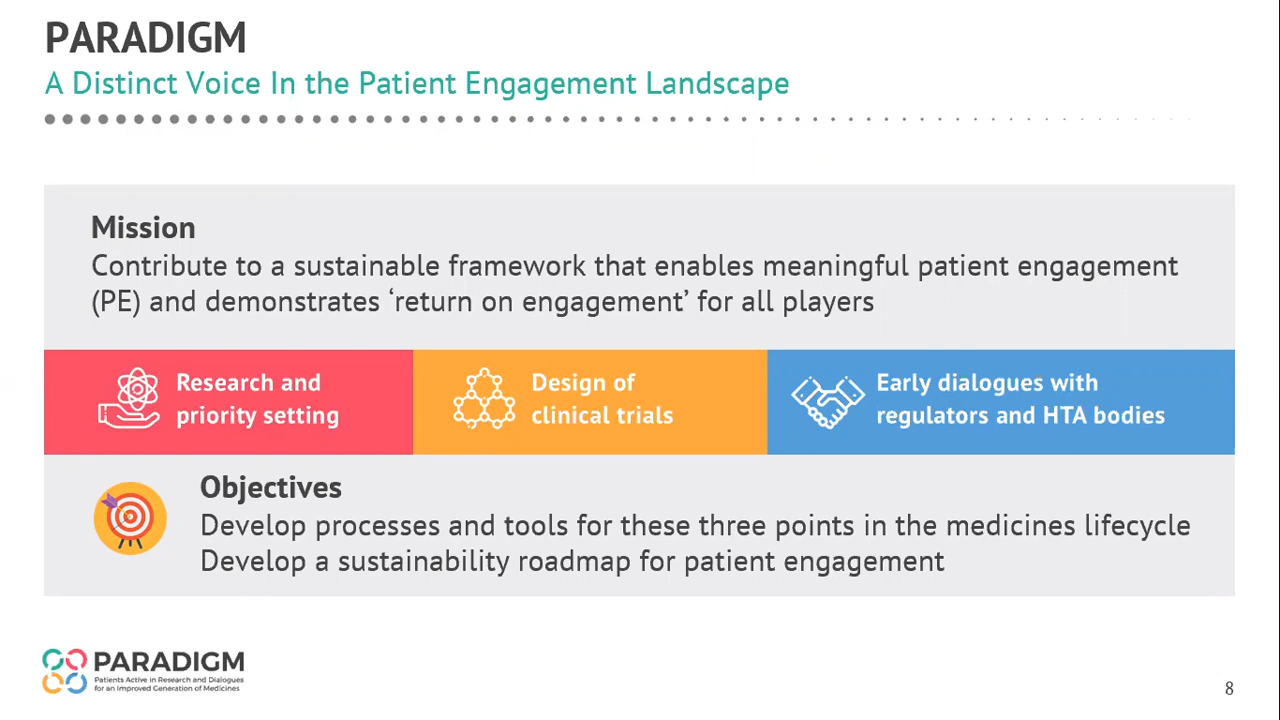 PARADIGM
A Distinct Voice In the Patient Engagement Landscape
Mission
Contribute to a sustainable framework that enables meaningful patient engagement
(PE) and demonstrates ‘return on engagement’ for all players
Research and
priority setting
Design of
clinical trials
Early dialogues with
regulators and HTA bodies
Objectives
Develop processes and tools for these three points in the medicines lifecycle
Develop a sustainability roadmap for patient engagement
PARADIGM
Patients Active in Research and Dialogues
for an Improved Generation of Medicines
8